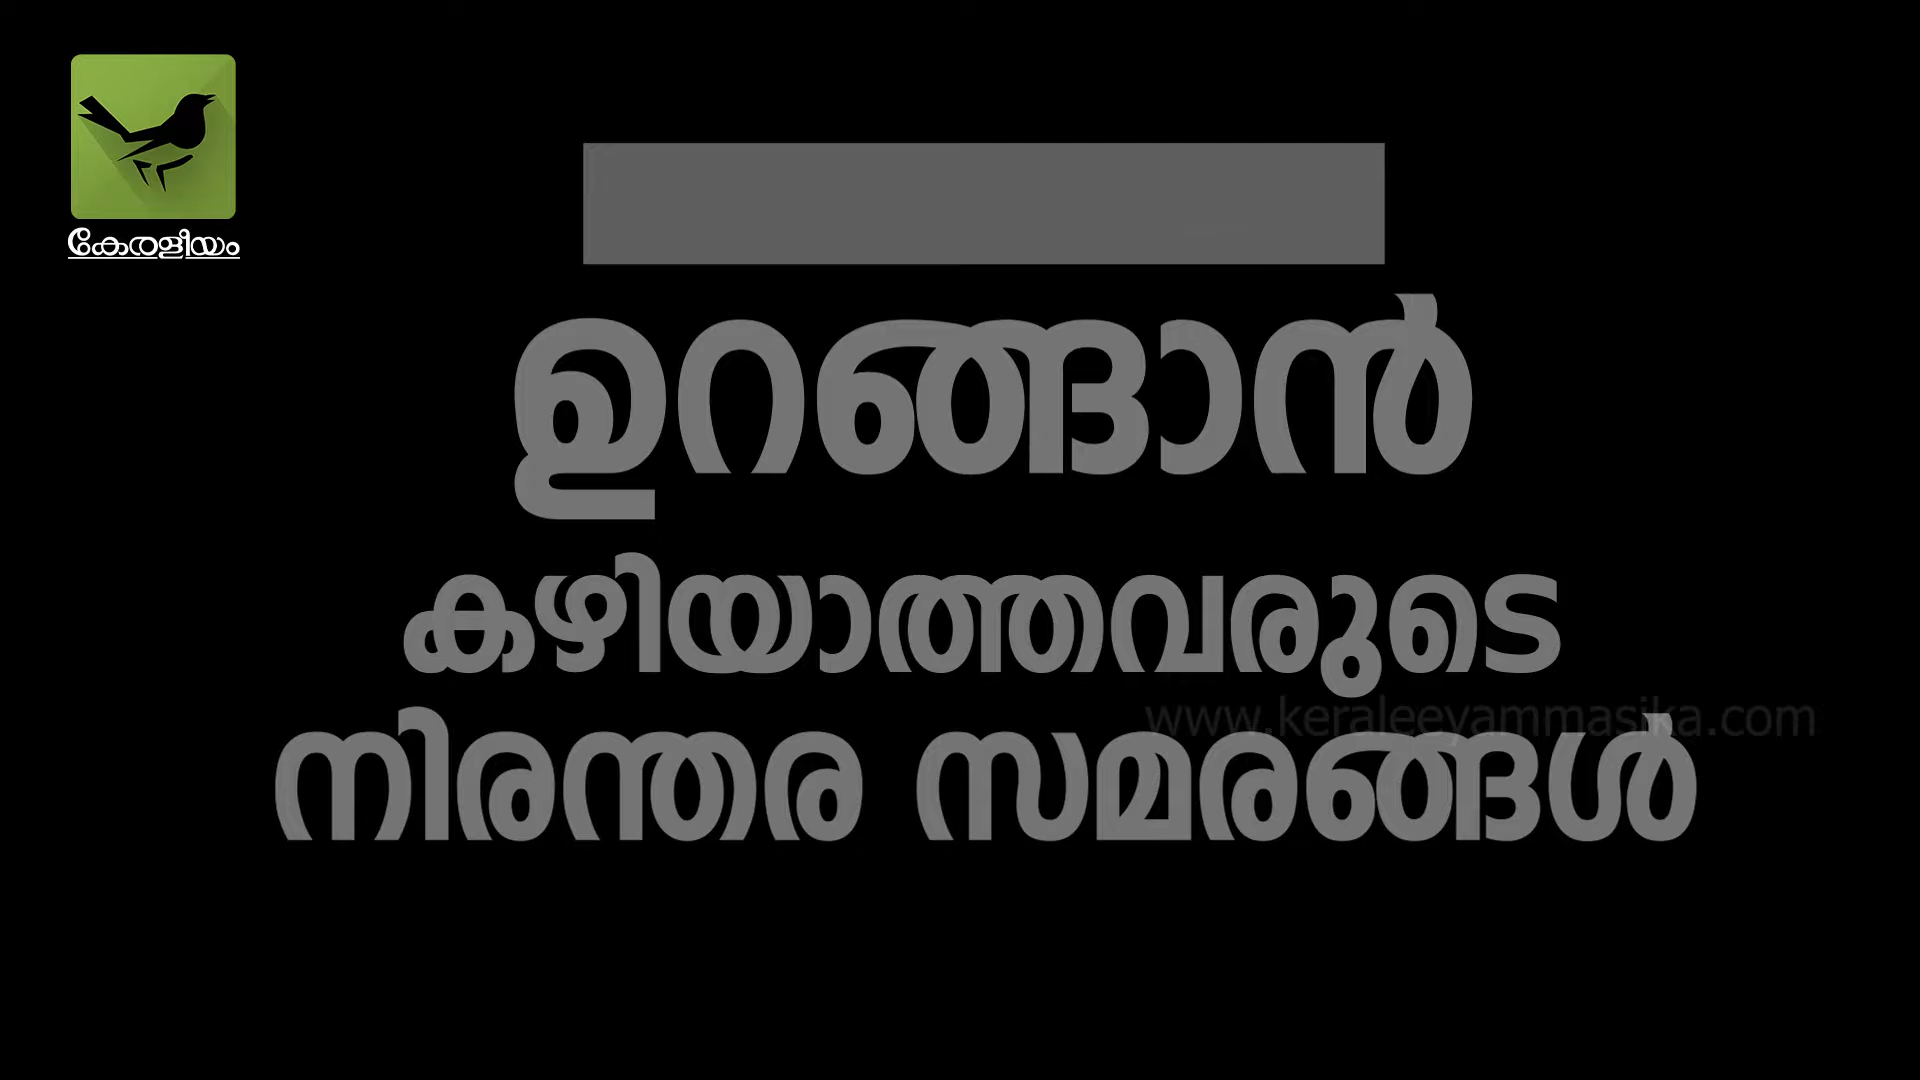 കേരളീയം
ഉറങ്ങാൻ
കഴിയാത്തവരുടെ
www.keraleeyammasika.com
നിരന്തര സമരങ്ങൾ